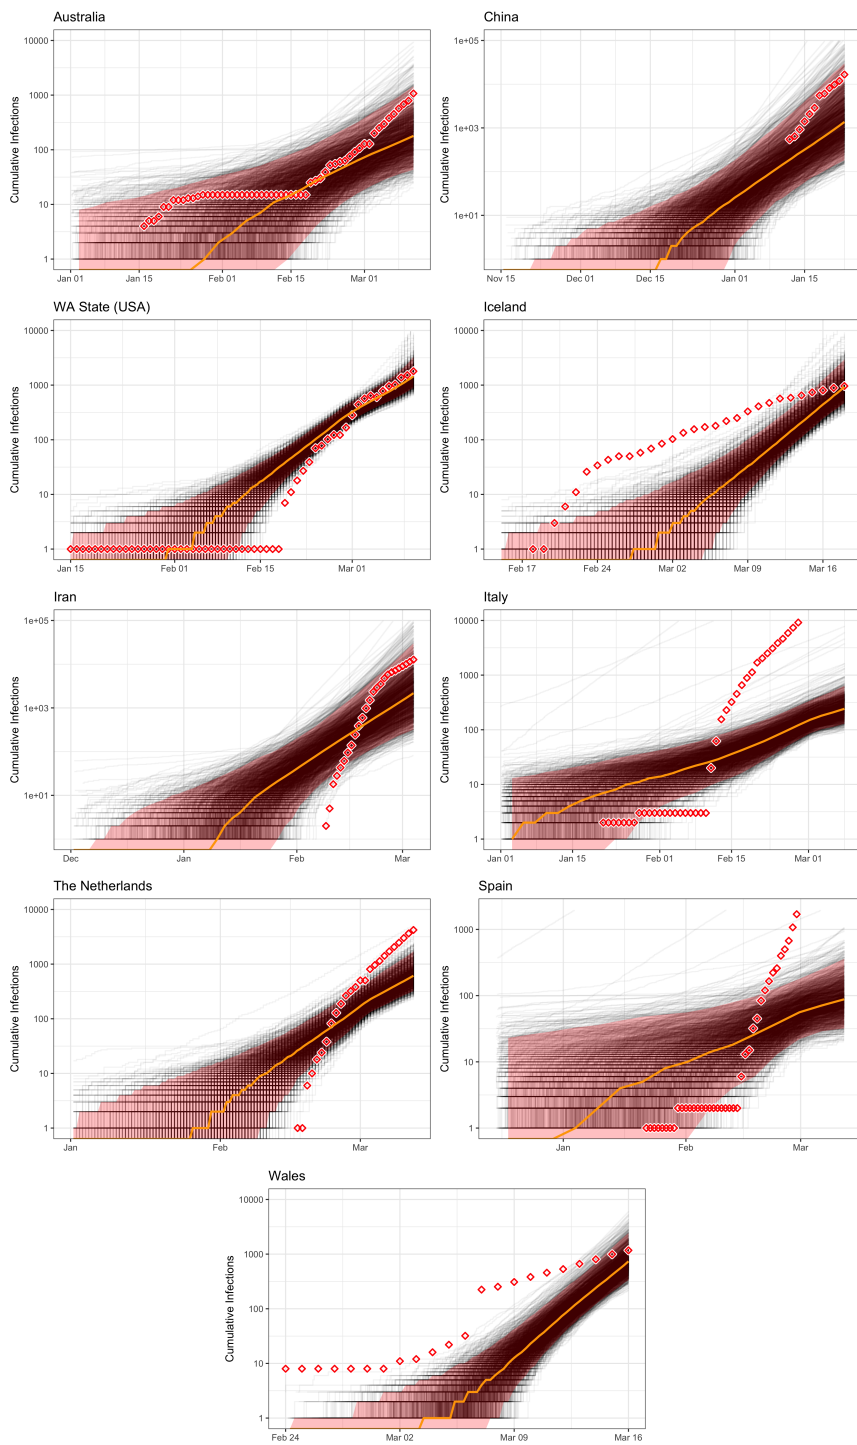 Australia
Cumulative Infections
10000
1000
100
10
1
Jan 01
Jan 15
Feb 01
Feb 15
Mar 01
China
Cumulative Infections
1e+05
1e+03
1e+01
Nov 15
Dec 01
Dec 15
Jan 01
Jan 15
WA State (USA)
Cumulative Infections
10000
1000
100
10
1
Jan 15
Feb 01
Feb 15
Mar 01
Iceland
Cumulative Infections
10000
1000
100
10
1
Feb 17
Feb 24
Mar 02
Mar 09
Mar 16
Iran
Cumulative Infections
1e+05
1e+03
1e+01
Dec
Jan
Feb
Mar
Italy
Cumulative Infections
10000
1000
100
10
1
Jan 01
Jan 15
Feb 01
Feb 15
Mar 01
The Netherlands
Cumulative Infections
10000
1000
100
10
1
Jan
Feb
Mar
Spain
Cumulative Infections
1000
100
10
1
Jan
Feb
Mar
Wales
Cumulative Infections
10000
1000
100
10
1
Feb 24
Mar 02
Mar 09
Mar 16